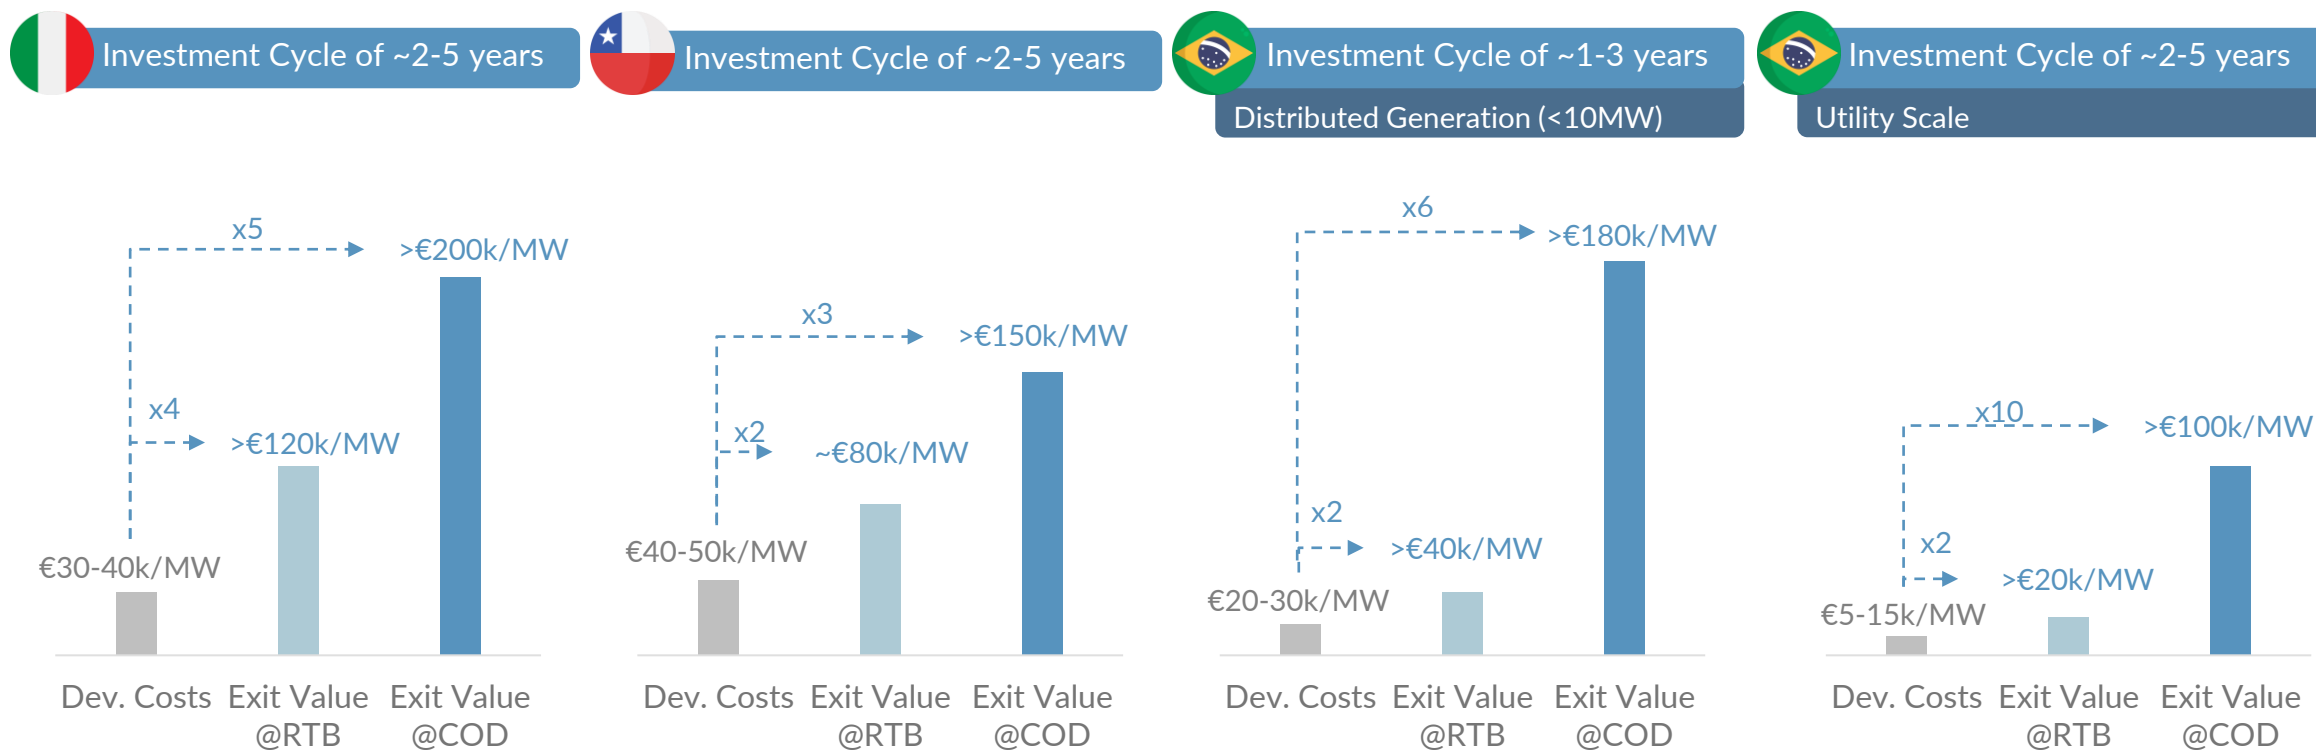 Investment Cycle of ~2-5 years
x5
>€200k/MW
x4
>€120k/MW
€30-40k/MW
Dev. Costs
Exit Value
@RTB
Exit Value
@COD
Investment Cycle of ~2-5 years
x3
>€150k/MW
x2
~€80k/MW
€40-50k/MW
Dev. Costs
Exit Value
@RTB
Exit Value
@COD
Investment Cycle of ~1-3 years
Distributed Generation (<10MW)
x6
>€180k/MW
x2
>€40k/MW
€20-30k/MW
Dev. Costs
Exit Value
@RTB
Exit Value
@COD
Investment Cycle of ~2-5 years
Utility Scale
x10
>€100k/MW
x2
>€20k/MW
€5-15k/MW
Dev. Costs
Exit Value
@RTB
Exit Value
@COD